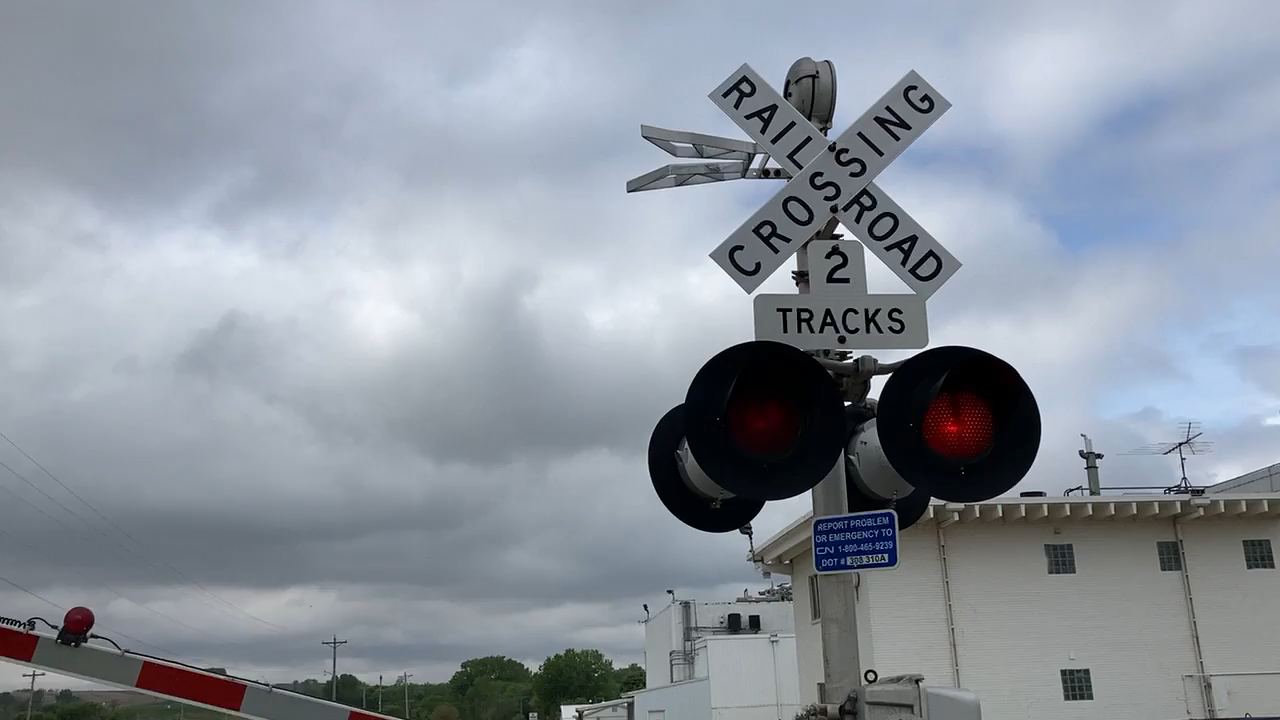 RAILROAD
CROSSING
2
TRACKS
REPORT PROBLEM
OR EMERGENCY TO
CN 1-800-465-9239
DOT # 308 310A